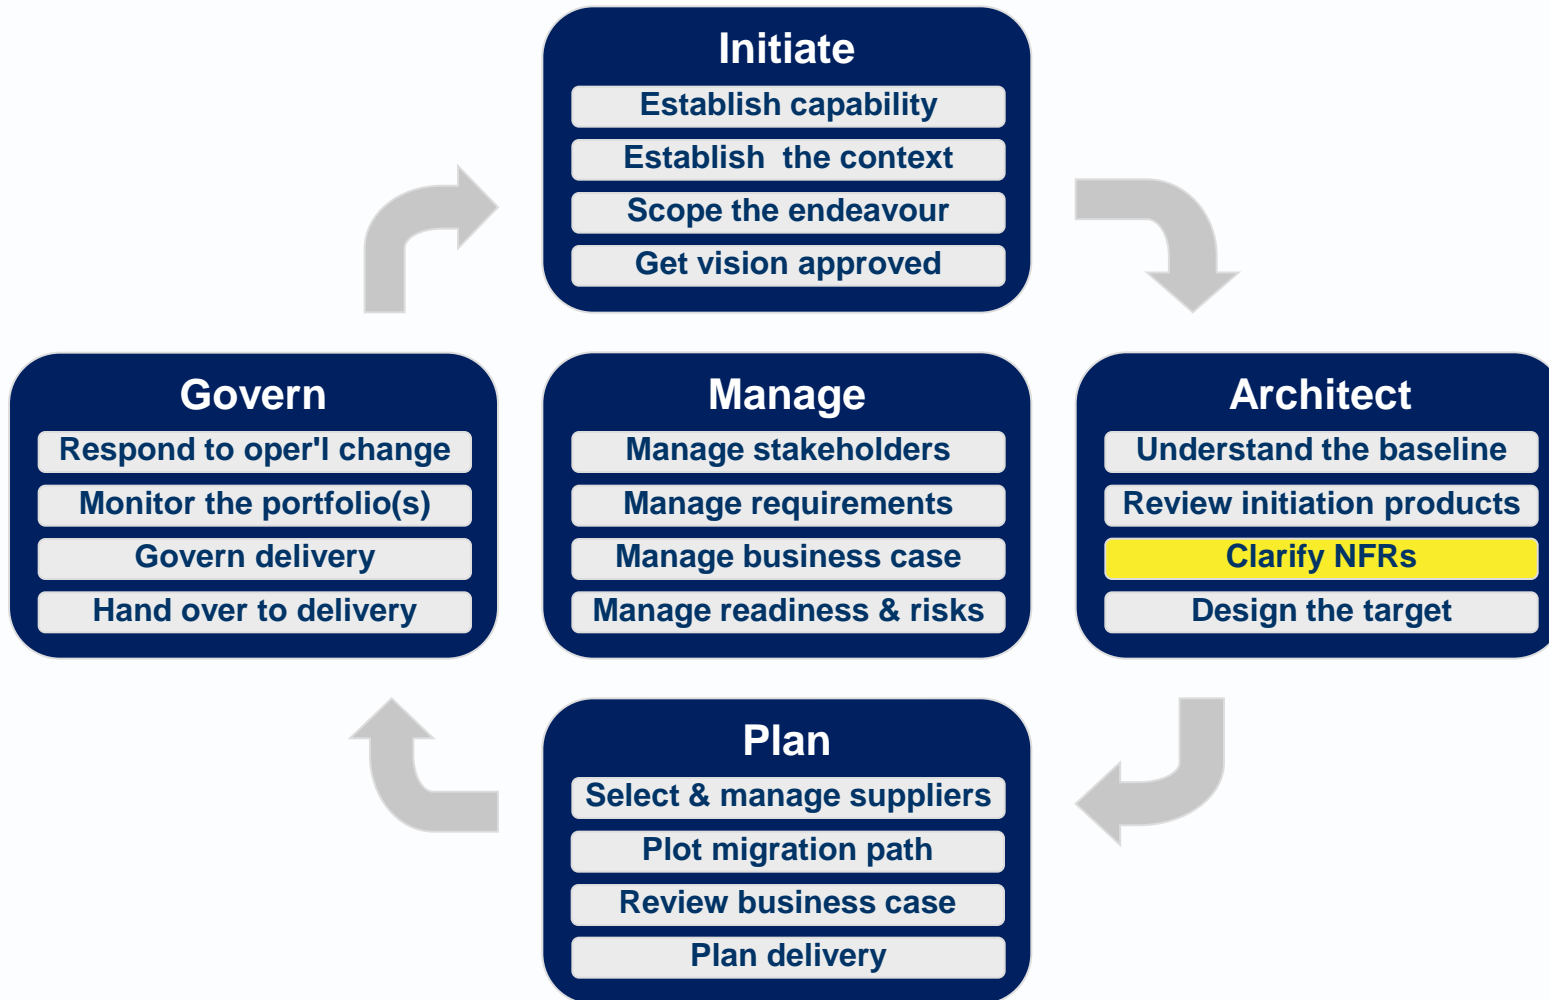 Initiate
Establish capability
Establish  the context
Scope the endeavour
Get vision approved
Govern
Respond to oper'l change
Monitor the portfolio(s)
Govern delivery
Hand over to delivery
Manage
Manage stakeholders
Manage requirements
Manage business case
Manage readiness & risks
Architect
Understand the baseline
Review initiation products
Clarify NFRs
Design the target
Plan
Select & manage suppliers
Plot migration path
Review business case
Plan delivery